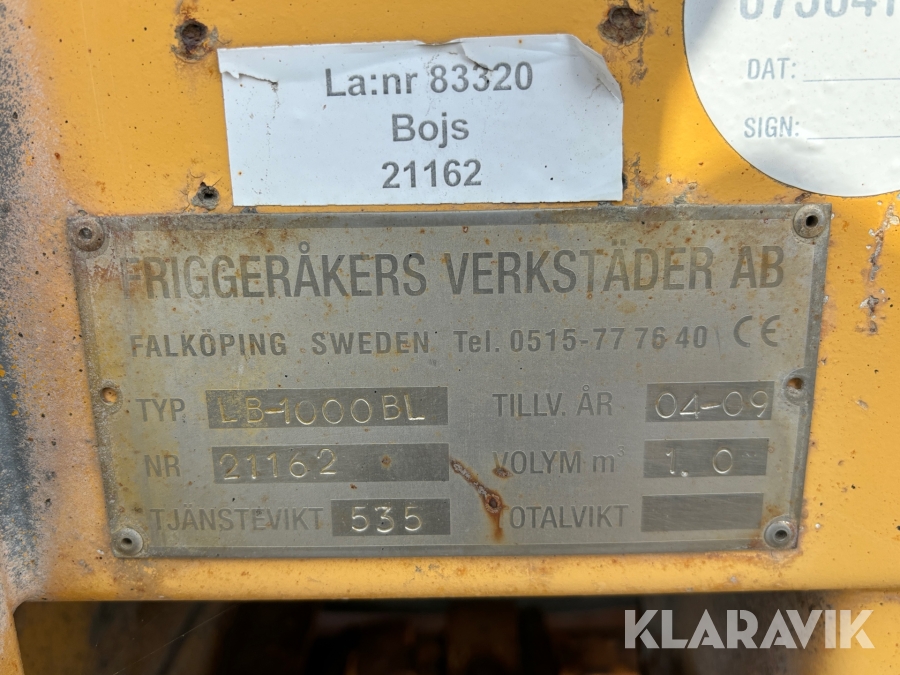 La:nr 83320
Bojs
21162
DAT:
SIGN:
FRIGGERÅKERS VERKSTÄDER AB
FALKÖPING SWEDEN Tel. 0515-77 76 40 CE
TYP LB-1000BL TILLV. ÅR 04-09
NR 21162 VOLYM m³ 1.0
TJÄNSTEVIKT 535 TOTALVIKT
KLARAVIK